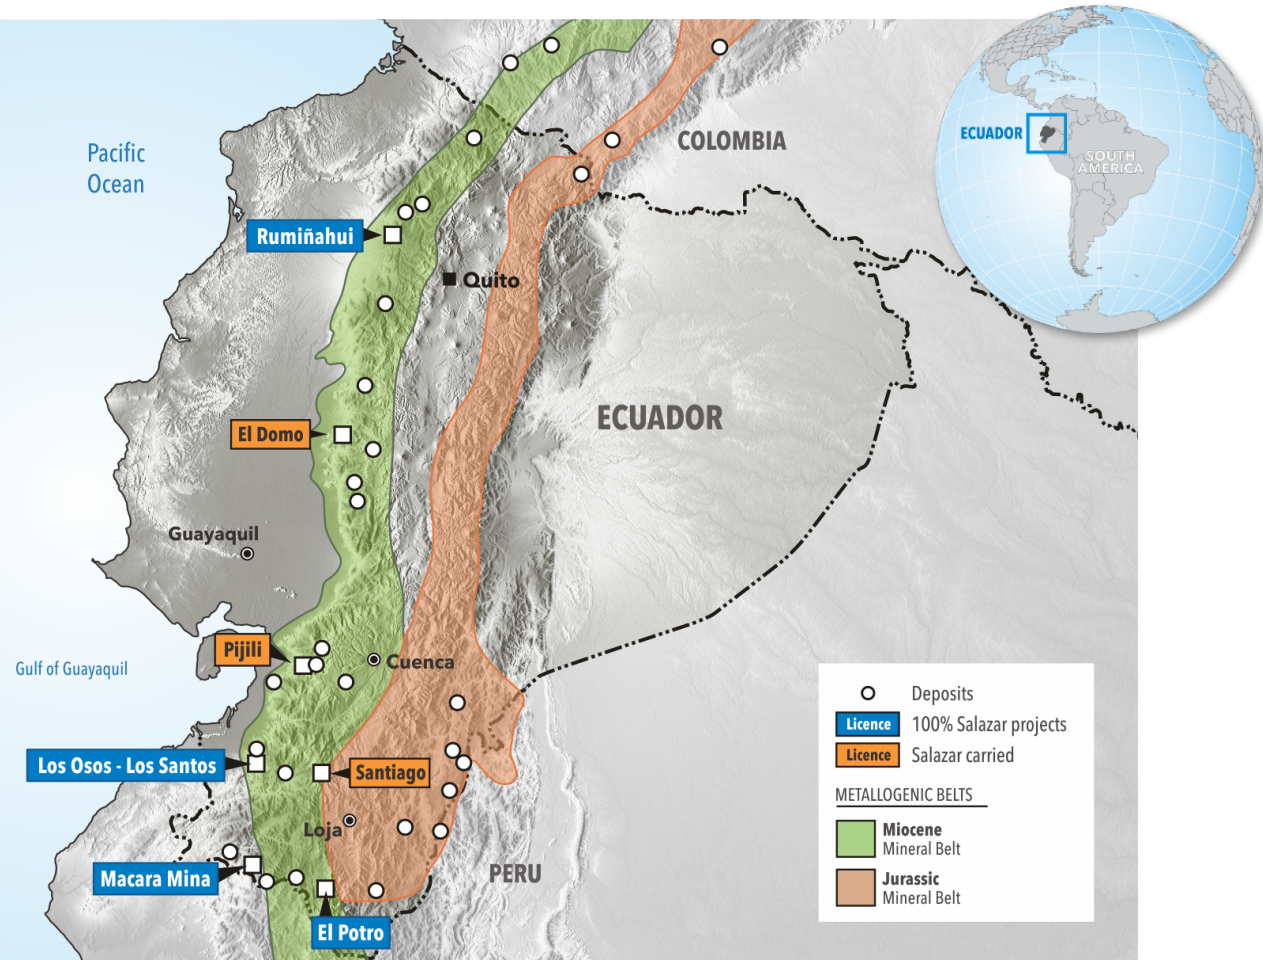 COLOMBIA
ECUADOR
SOUTH
AMERICA
Pacific
Ocean
Rumiñahui
Quito
ECUADOR
El Domo
Guayaquil
Pijili
Cuenca
Gulf of Guayaquil
Los Osos - Los Santos
Santiago
Loja
Macara Mina
PERU
El Potro
Deposits
Licence 100% Salazar projects
Licence Salazar carried
METALLOGENIC BELTS
Miocene
Mineral Belt
Jurassic
Mineral Belt